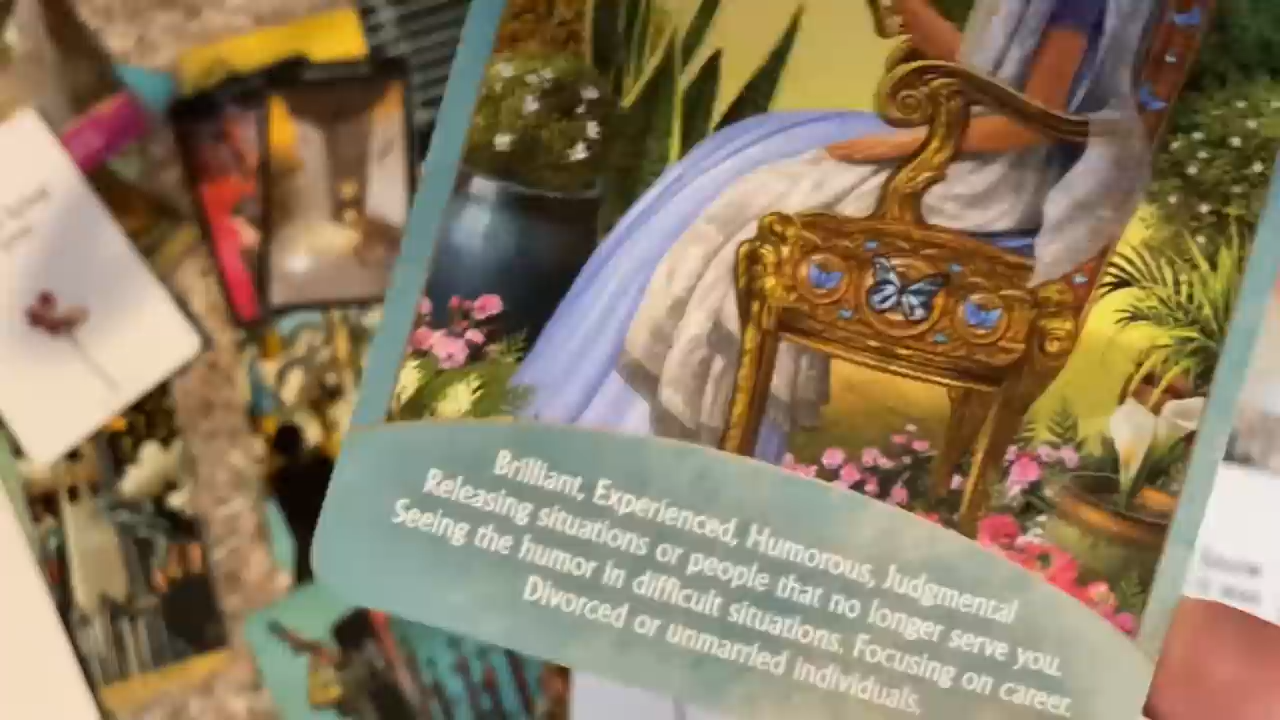 Brilliant, Experienced, Humorous, Judgmental
Releasing situations or people that no longer serve you.
Seeing the humor in difficult situations. Focusing on career.
Divorced or unmarried individuals.